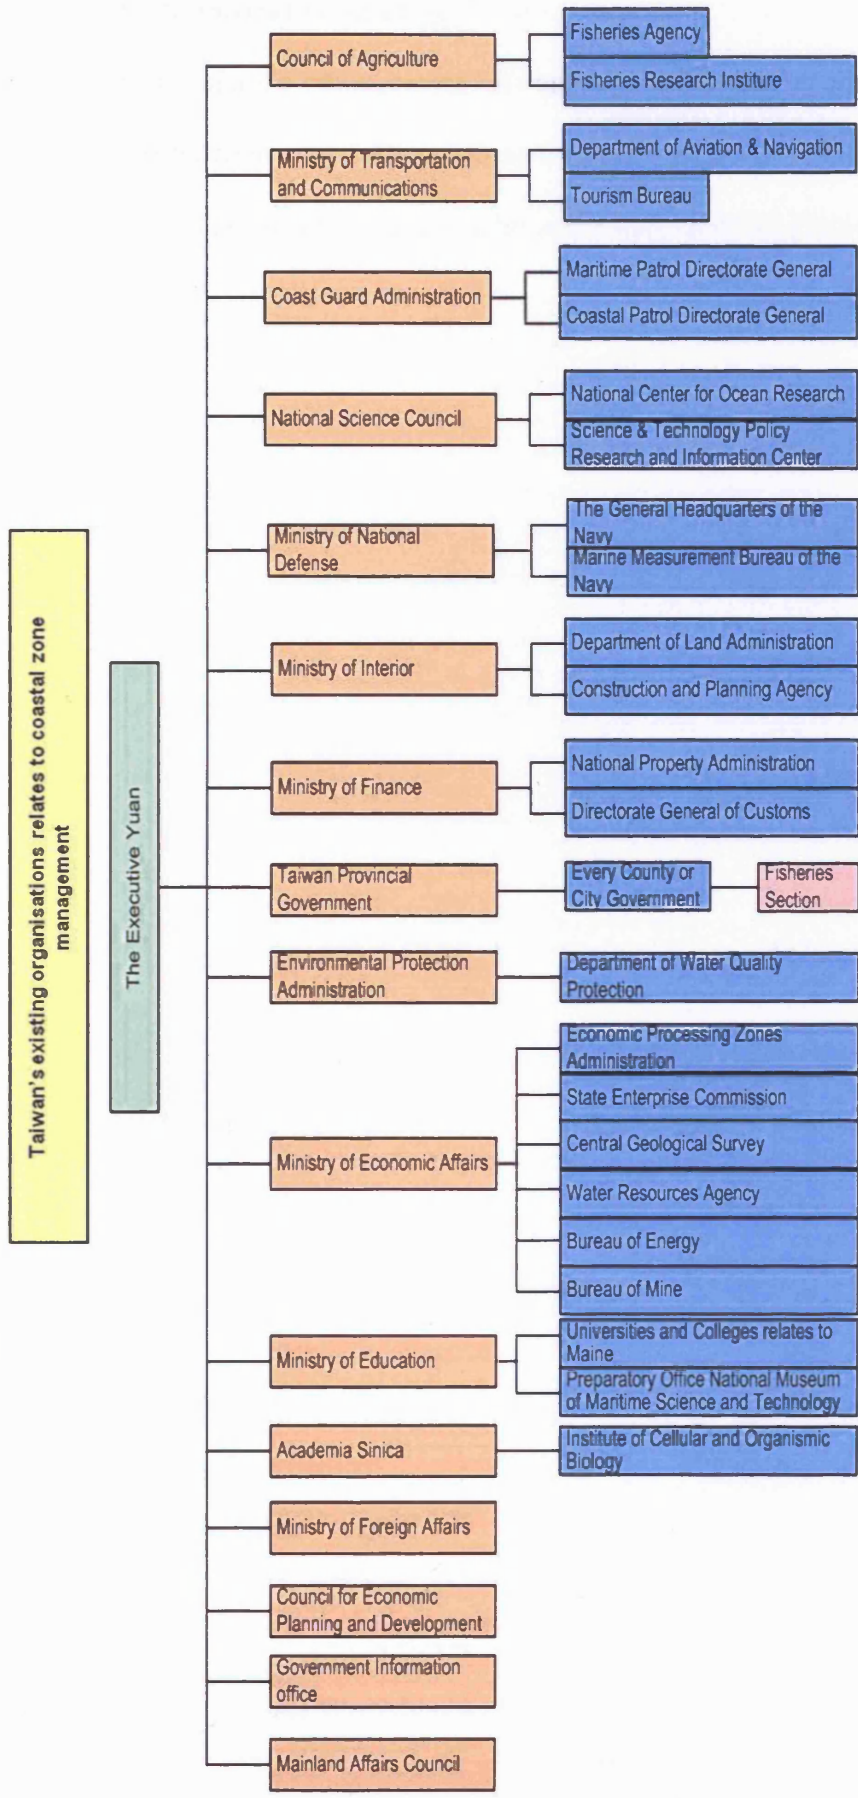 Taiwan's existing organisations relates to coastal zone
management
The Executive Yuan
Council of Agriculture
Fisheries Agency
Fisheries Research Institure
Ministry of Transportation
and Communications
Department of Aviation & Navigation
Tourism Bureau
Coast Guard Administration
Maritime Patrol Directorate General
Coastal Patrol Directorate General
National Science Council
National Center for Ocean Research
Science & Technology Policy
Research and Information Center
Ministry of National
Defense
The General Headquarters of the
Navy
Marine Measurement Bureau of the
Navy
Ministry of Interior
Department of Land Administration
Construction and Planning Agency
Ministry of Finance
National Property Administration
Directorate General of Customs
Taiwan Provincial
Government
Every County or
City Government
Fisheries
Section
Environmental Protection
Administration
Department of Water Quality
Protection
Ministry of Economic Affairs
Economic Processing Zones
Administration
State Enterprise Commission
Central Geological Survey
Water Resources Agency
Bureau of Energy
Bureau of Mine
Ministry of Education
Universities and Colleges relates to
Maine
Preparatory Office National Museum
of Maritime Science and Technology
Academia Sinica
Institute of Cellular and Organismic
Biology
Ministry of Foreign Affairs
Council for Economic
Planning and Development
Government Information
office
Mainland Affairs Council